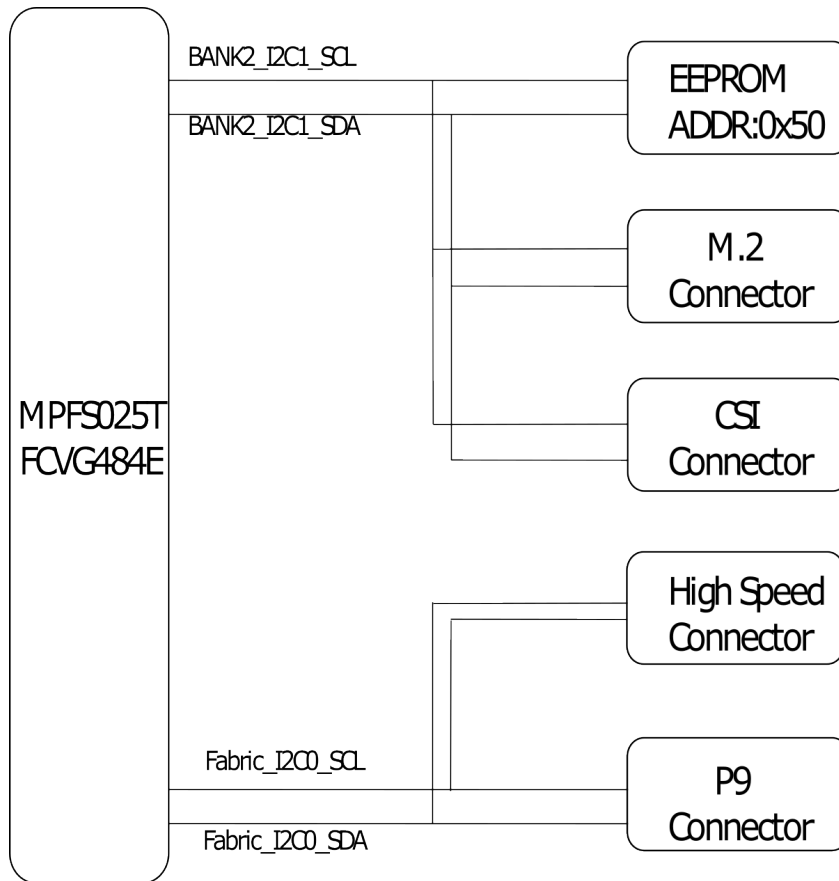 BANK2_I2C1_SCL
BANK2_I2C1_SDA
EEPROM
ADDR:0x50
M.2
Connector
MPFS025T
FCVG484E
CSI
Connector
High Speed
Connector
Fabric_I2C0_SCL
Fabric_I2C0_SDA
P9
Connector